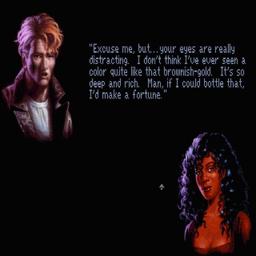 "Excuse me, but...your eyes are really
distracting.  I don't think I've ever seen a
color quite like that brownish-gold.  It's so
deep and rich.  Man, if I could bottle that,
I'd make a fortune."